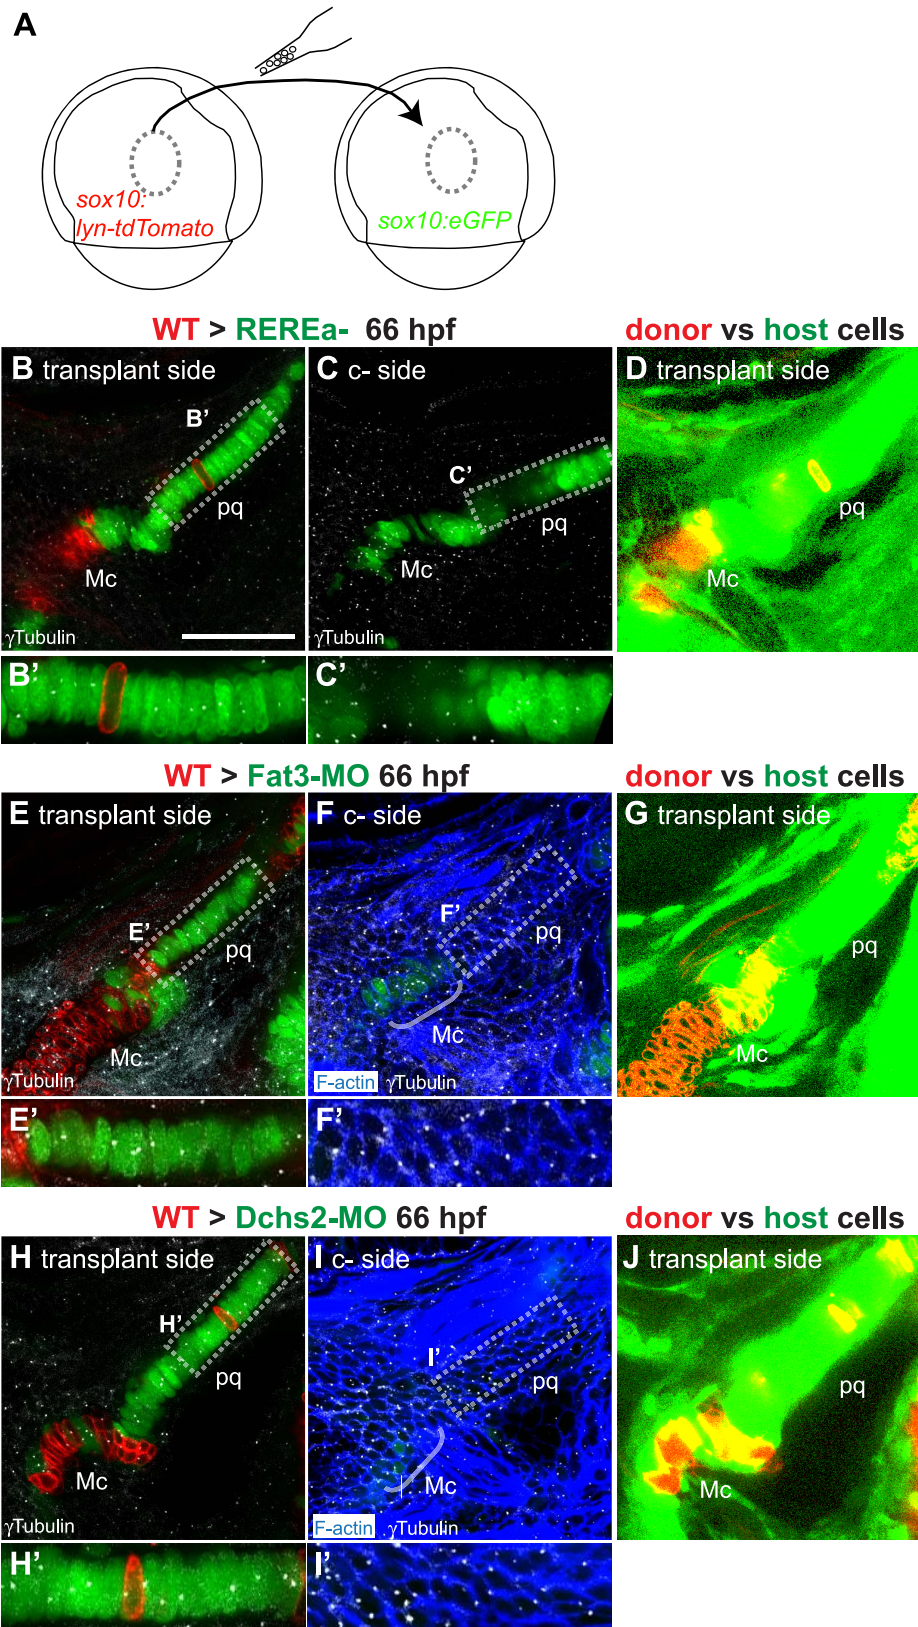 A
sox10:
lyn-tdTomato
sox10:eGFP
WT > REREa- 66 hpf
donor vs host cells
B transplant side
B’
pq
Mc
γTubulin
C c- side
C’
pq
Mc
γTubulin
D transplant side
pq
Mc
B’
C’
WT > Fat3-MO 66 hpf
donor vs host cells
E transplant side
E’
pq
Mc
γTubulin
F c- side
F’
pq
Mc
F-actin γTubulin
G transplant side
pq
Mc
E’
F’
WT > Dchs2-MO 66 hpf
donor vs host cells
H transplant side
H’
pq
Mc
γTubulin
I c- side
I’
pq
Mc
F-actin γTubulin
J transplant side
pq
Mc
H’
I’